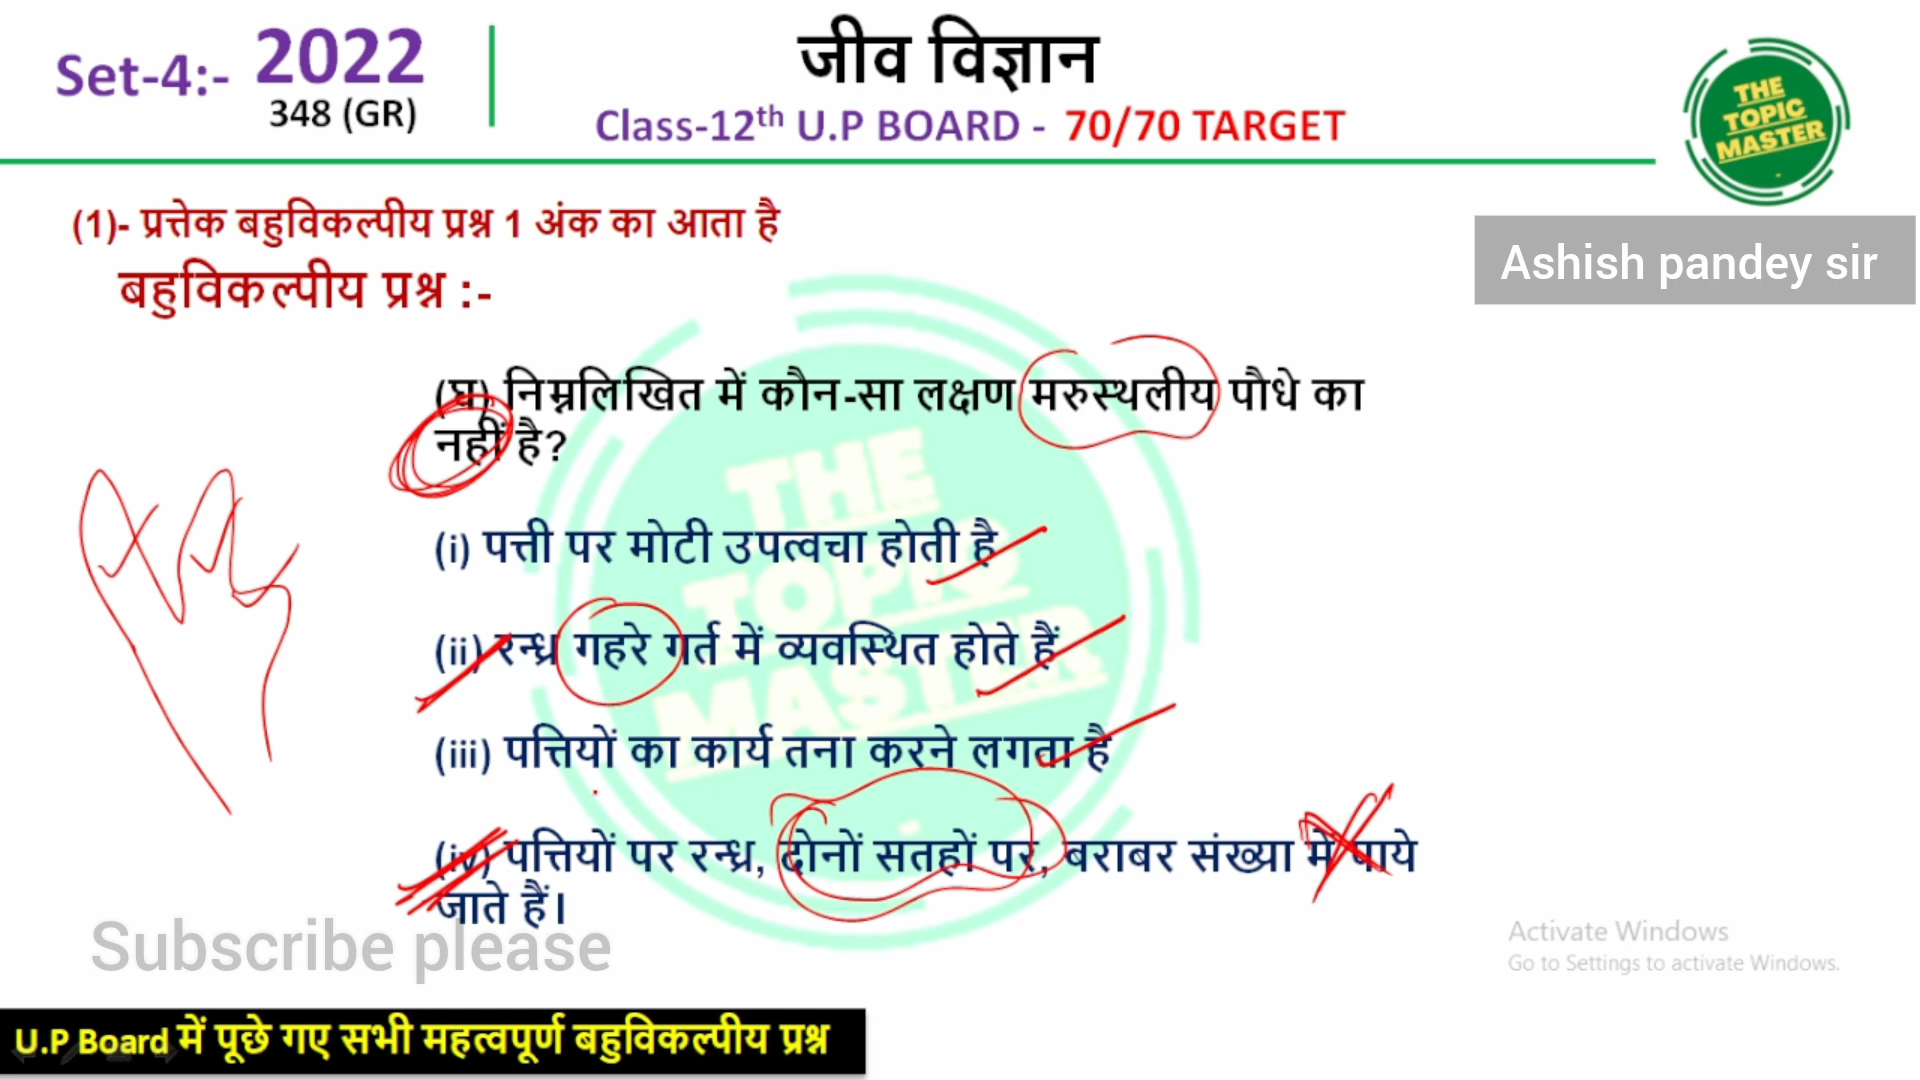 Set-4:- 2022
348 (GR)
जीव विज्ञान
Class-12th U.P BOARD - 70/70 TARGET
THE
TOPIC
MASTER
(1)- प्रत्तेक बहुविकल्पीय प्रश्न 1 अंक का आता है
Ashish pandey sir
बहुविकल्पीय प्रश्न :-
(घ) निम्नलिखित में कौन-सा लक्षण मरुस्थलीय पौधे का
नहीं है?
THE
TOPIC
MASTER
(i) पत्ती पर मोटी उपत्वचा होती है
(ii) रन्ध्र गहरे गर्त में व्यवस्थित होते हैं
(iii) पत्तियों का कार्य तना करने लगता है
(iv) पत्तियों पर रन्ध्र, दोनों सतहों पर, बराबर संख्या में पाये
जाते हैं।
Subscribe please
Activate Windows
Go to Settings to activate Windows.
U.P Board में पूछे गए सभी महत्वपूर्ण बहुविकल्पीय प्रश्न